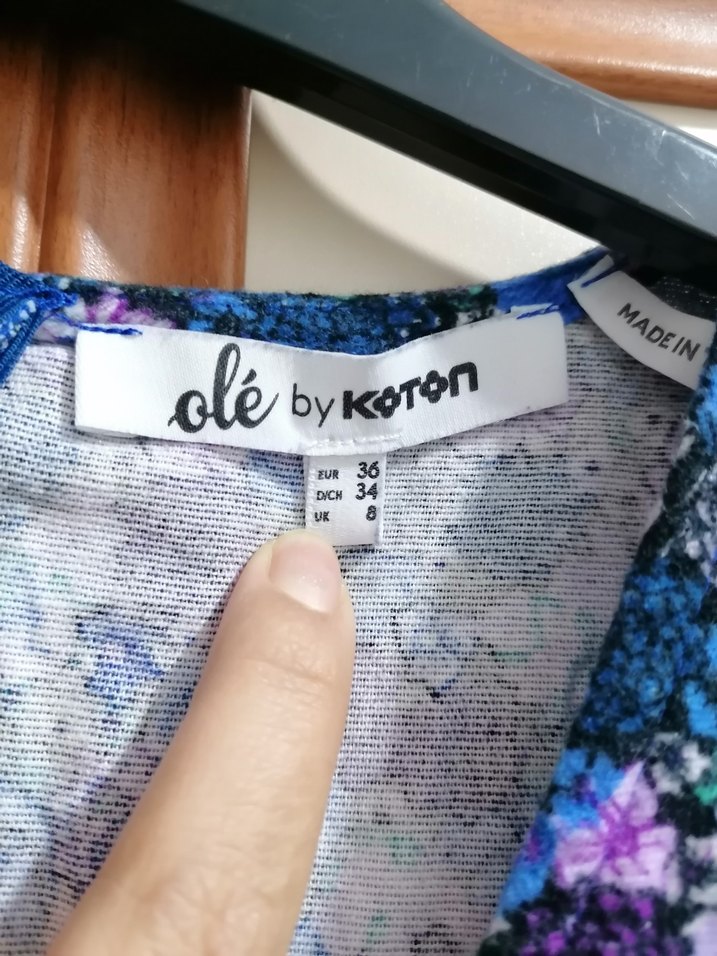 olé by KOTON
EUR 36
D/CH 34
UK 8
MADE IN